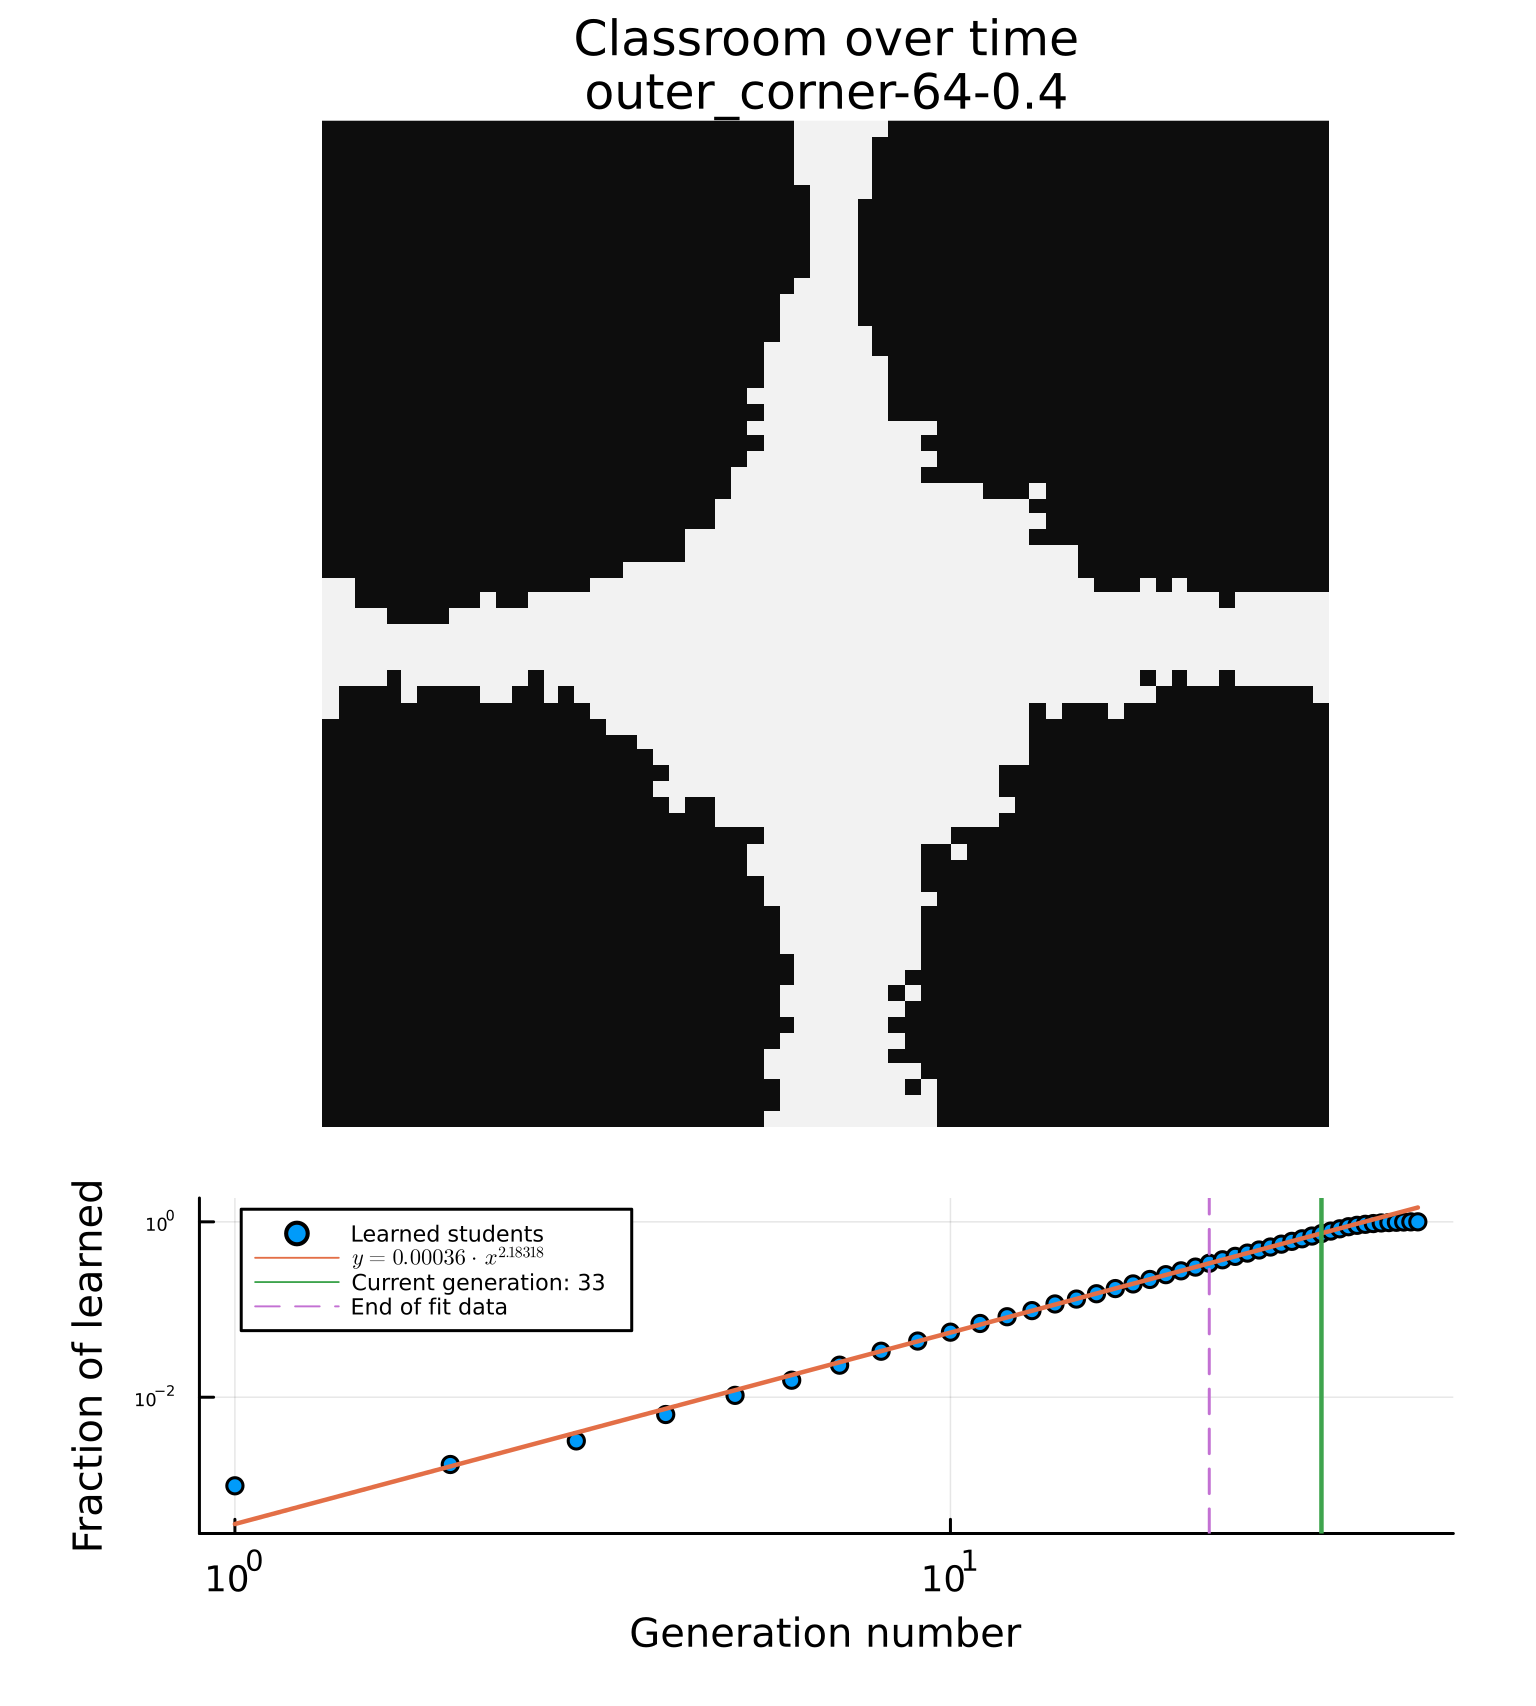 Classroom over time
outer_corner-64-0.4
Fraction of learned
10^0
10^-2
Learned students
y = 0.00036 · x^2.18318
Current generation: 33
End of fit data
10^0
10^1
Generation number